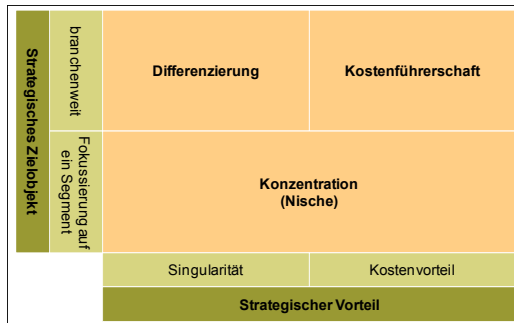 Strategisches Zielobjekt
branchenweit
Differenzierung
Kostenführerschaft
Fokussierung auf
ein Segment
Konzentration
(Nische)
Singularität
Kostenvorteil
Strategischer Vorteil